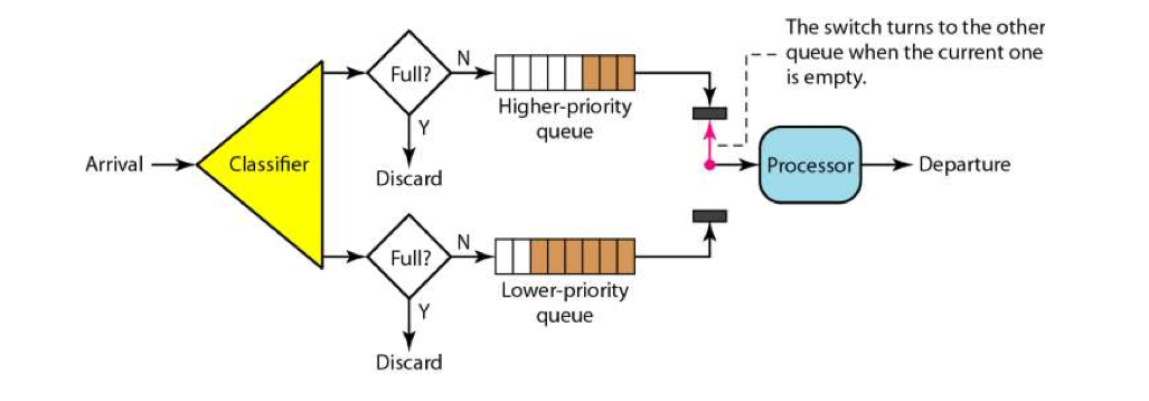 The switch turns to the other
queue when the current one
is empty.
Full?
N
Higher-priority
queue
Y
Discard
Arrival
Classifier
Processor
Departure
Full?
N
Lower-priority
queue
Y
Discard